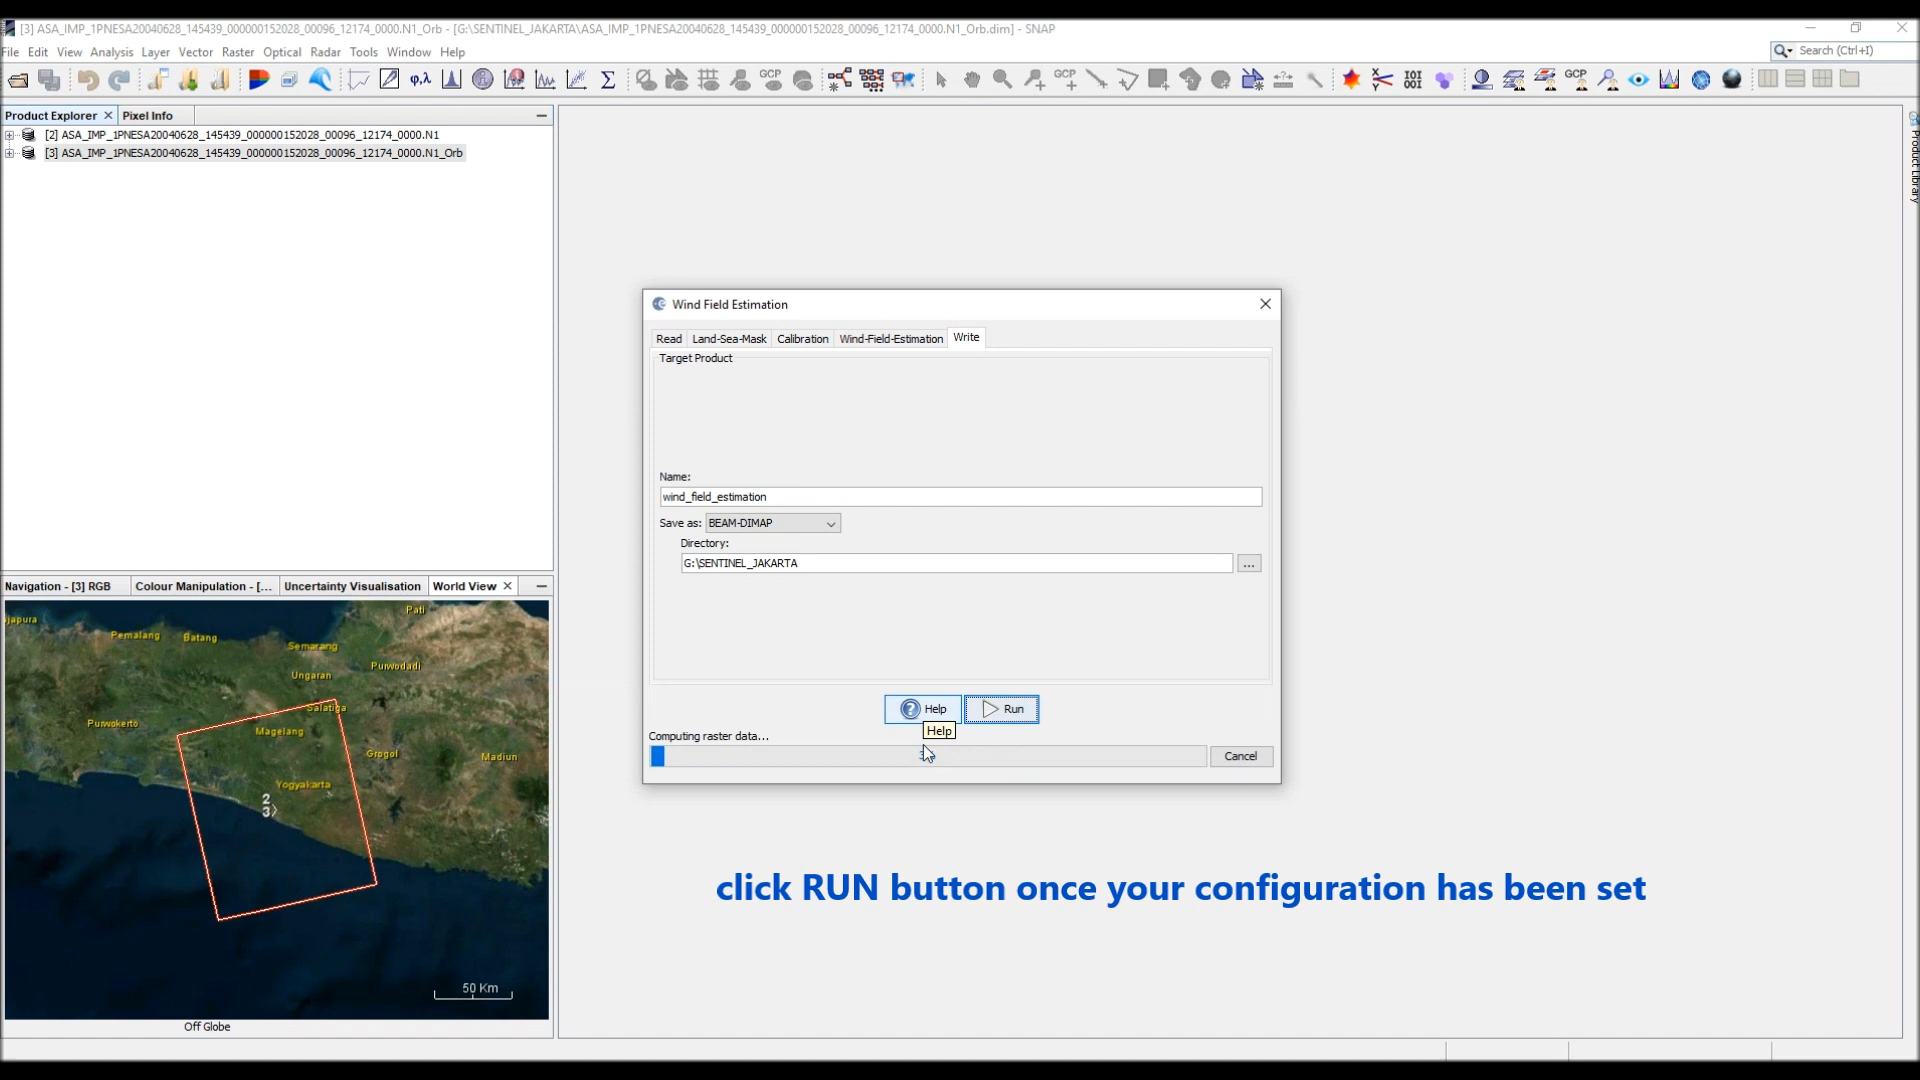 [3] ASA_IMP_1PNESA20040628_145439_000000152028_00096_12174_0000.N1_Orb - [G:\SENTINEL_JAKARTA\ASA_IMP_1PNESA20040628_145439_000000152028_00096_12174_0000.N1_Orb.dim] - SNAP
File Edit View Analysis Layer Vector Raster Optical Radar Tools Window Help
Search (Ctrl+I)
Product Explorer
Pixel Info
[2] ASA_IMP_1PNESA20040628_145439_000000152028_00096_12174_0000.N1
[3] ASA_IMP_1PNESA20040628_145439_000000152028_00096_12174_0000.N1_Orb
Product Library
Wind Field Estimation
Read Land-Sea-Mask Calibration Wind-Field-Estimation Write
Target Product
Name:
wind_field_estimation
Save as: BEAM-DIMAP
Directory:
G:\SENTINEL_JAKARTA
...
Help Run
Help
Computing raster data...
Cancel
Navigation - [3] RGB Colour Manipulation - [... Uncertainty Visualisation World View
Pati
Pemalang
Batang
Semarang
Purwodadi
Ungaran
Salatiga
Purwokerto
Magelang
Grogol
Madiun
Yogyakarta
2
3
50 Km
Off Globe
click RUN button once your configuration has been set